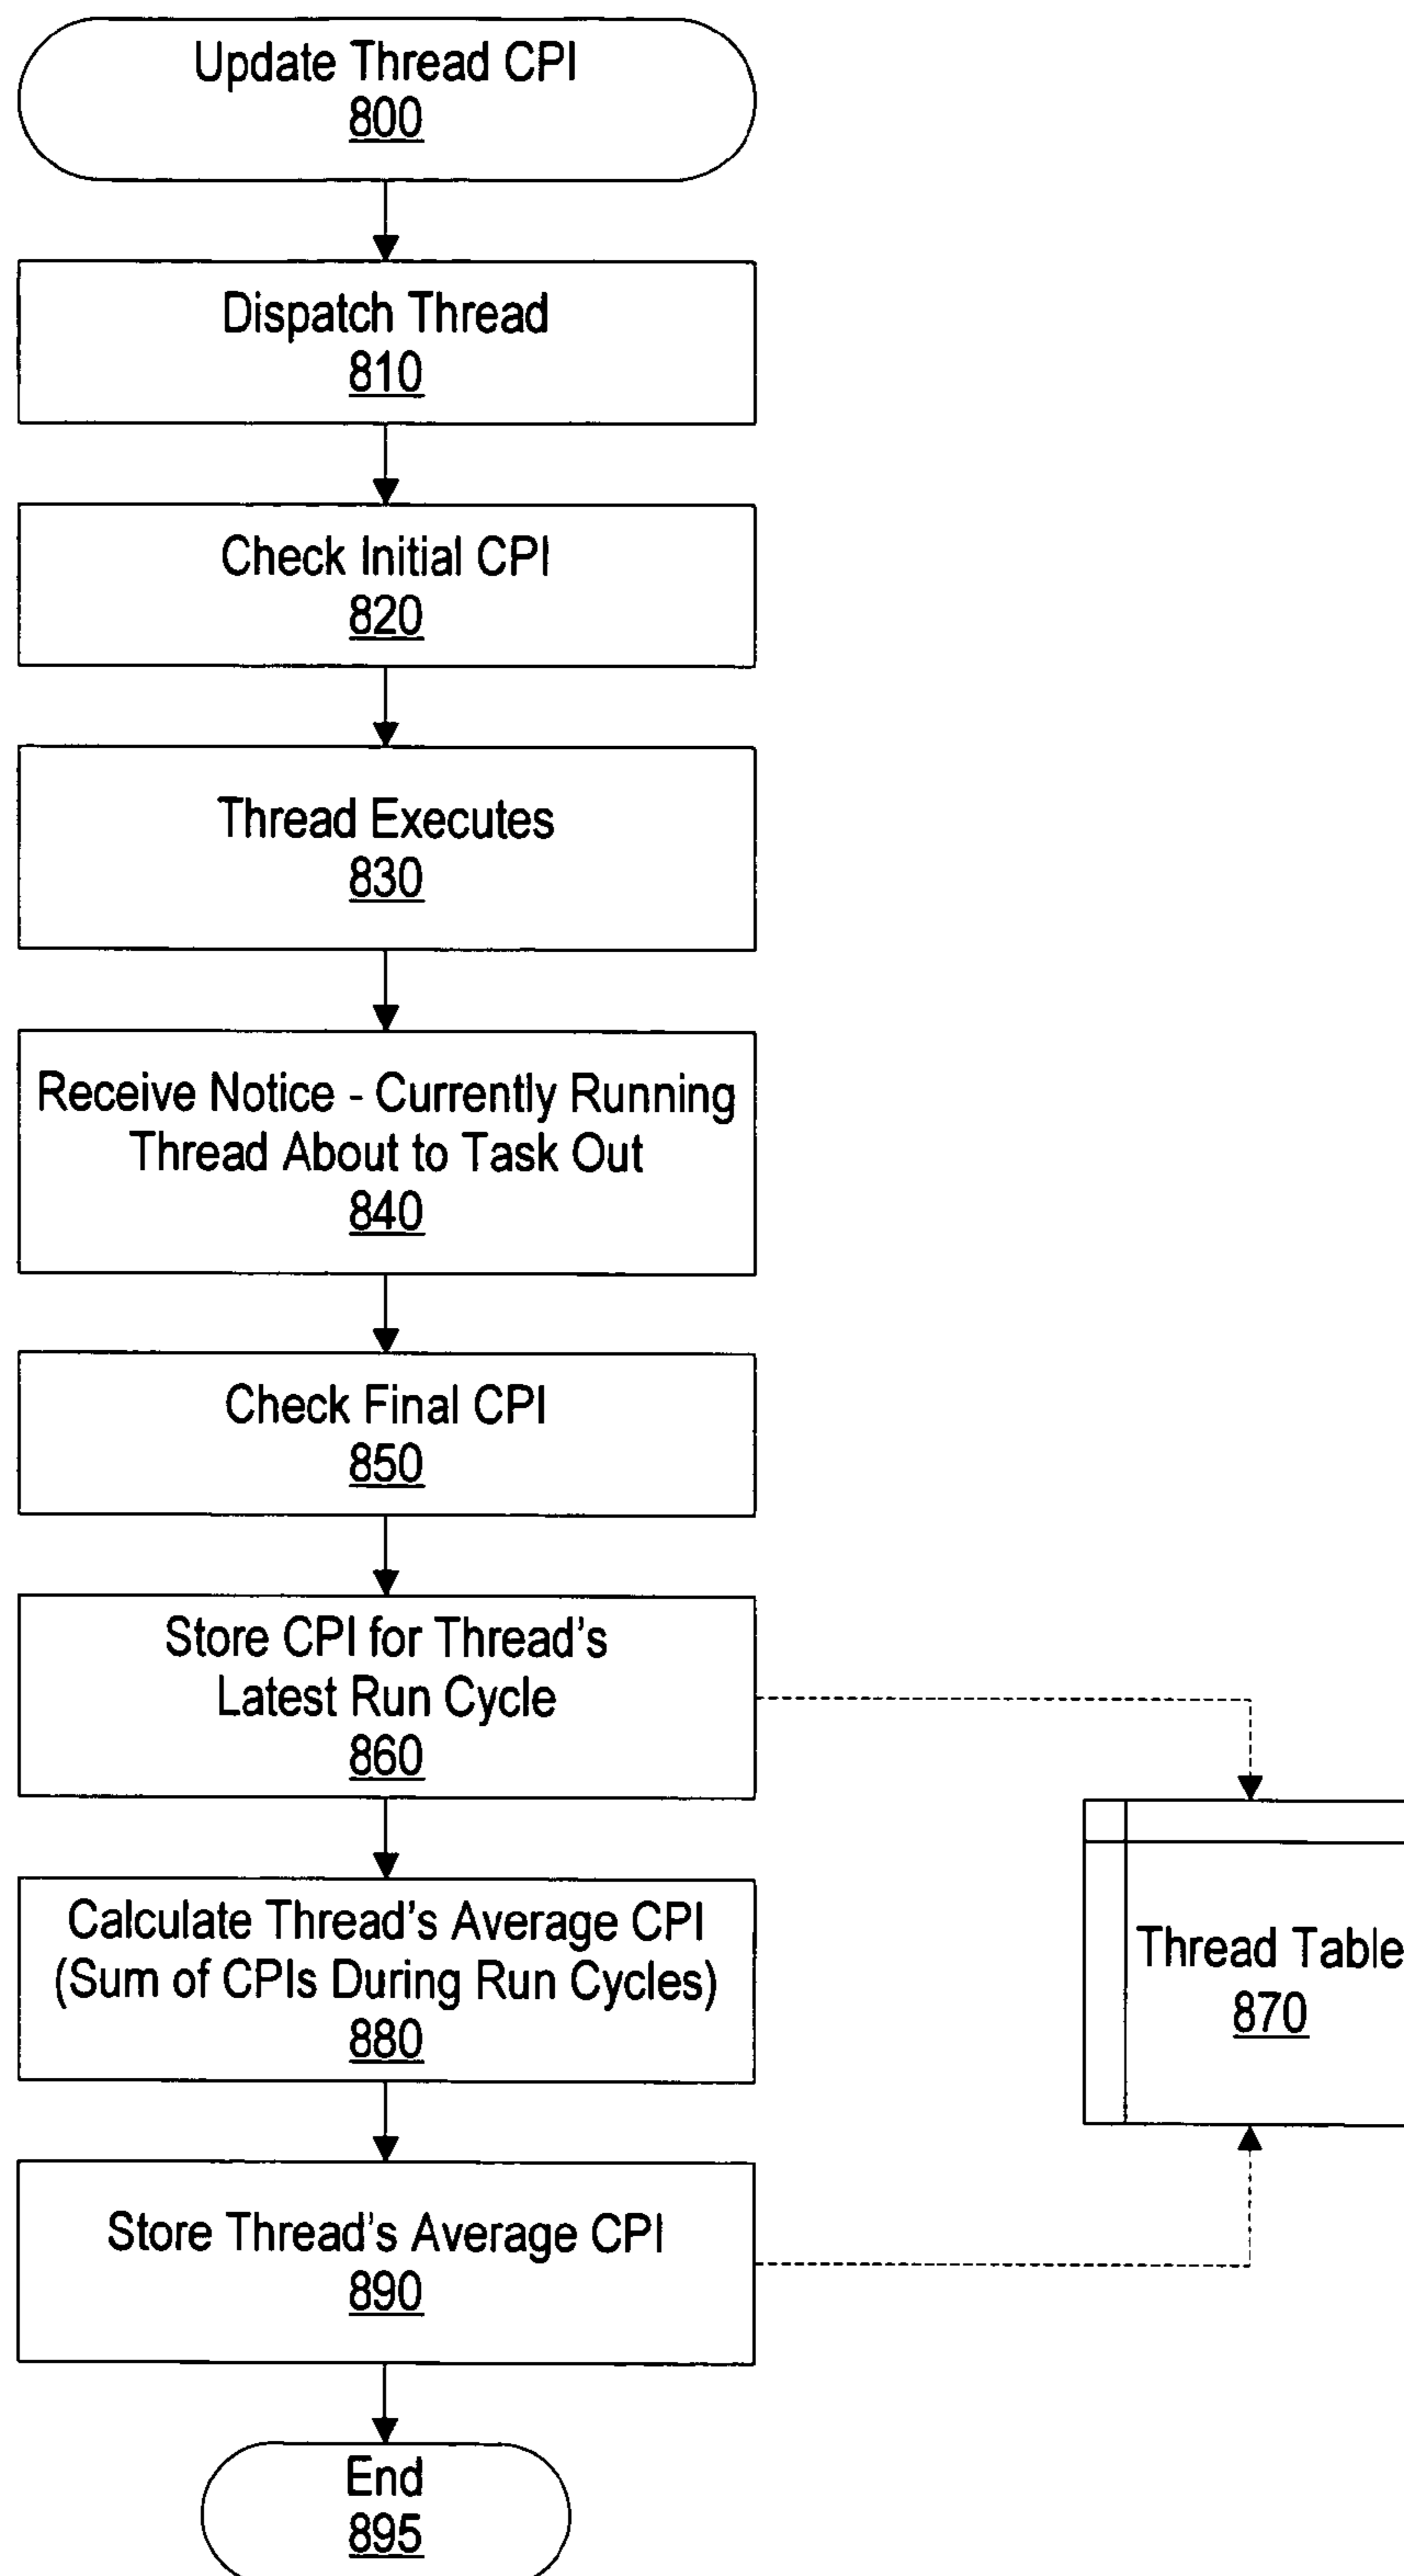 Update Thread CPI
800
Dispatch Thread
810
Check Initial CPI
820
Thread Executes
830
Receive Notice - Currently Running
Thread About to Task Out
840
Check Final CPI
850
Store CPI for Thread's
Latest Run Cycle
860
Thread Table
870
Calculate Thread's Average CPI
(Sum of CPIs During Run Cycles)
880
Store Thread's Average CPI
890
End
895